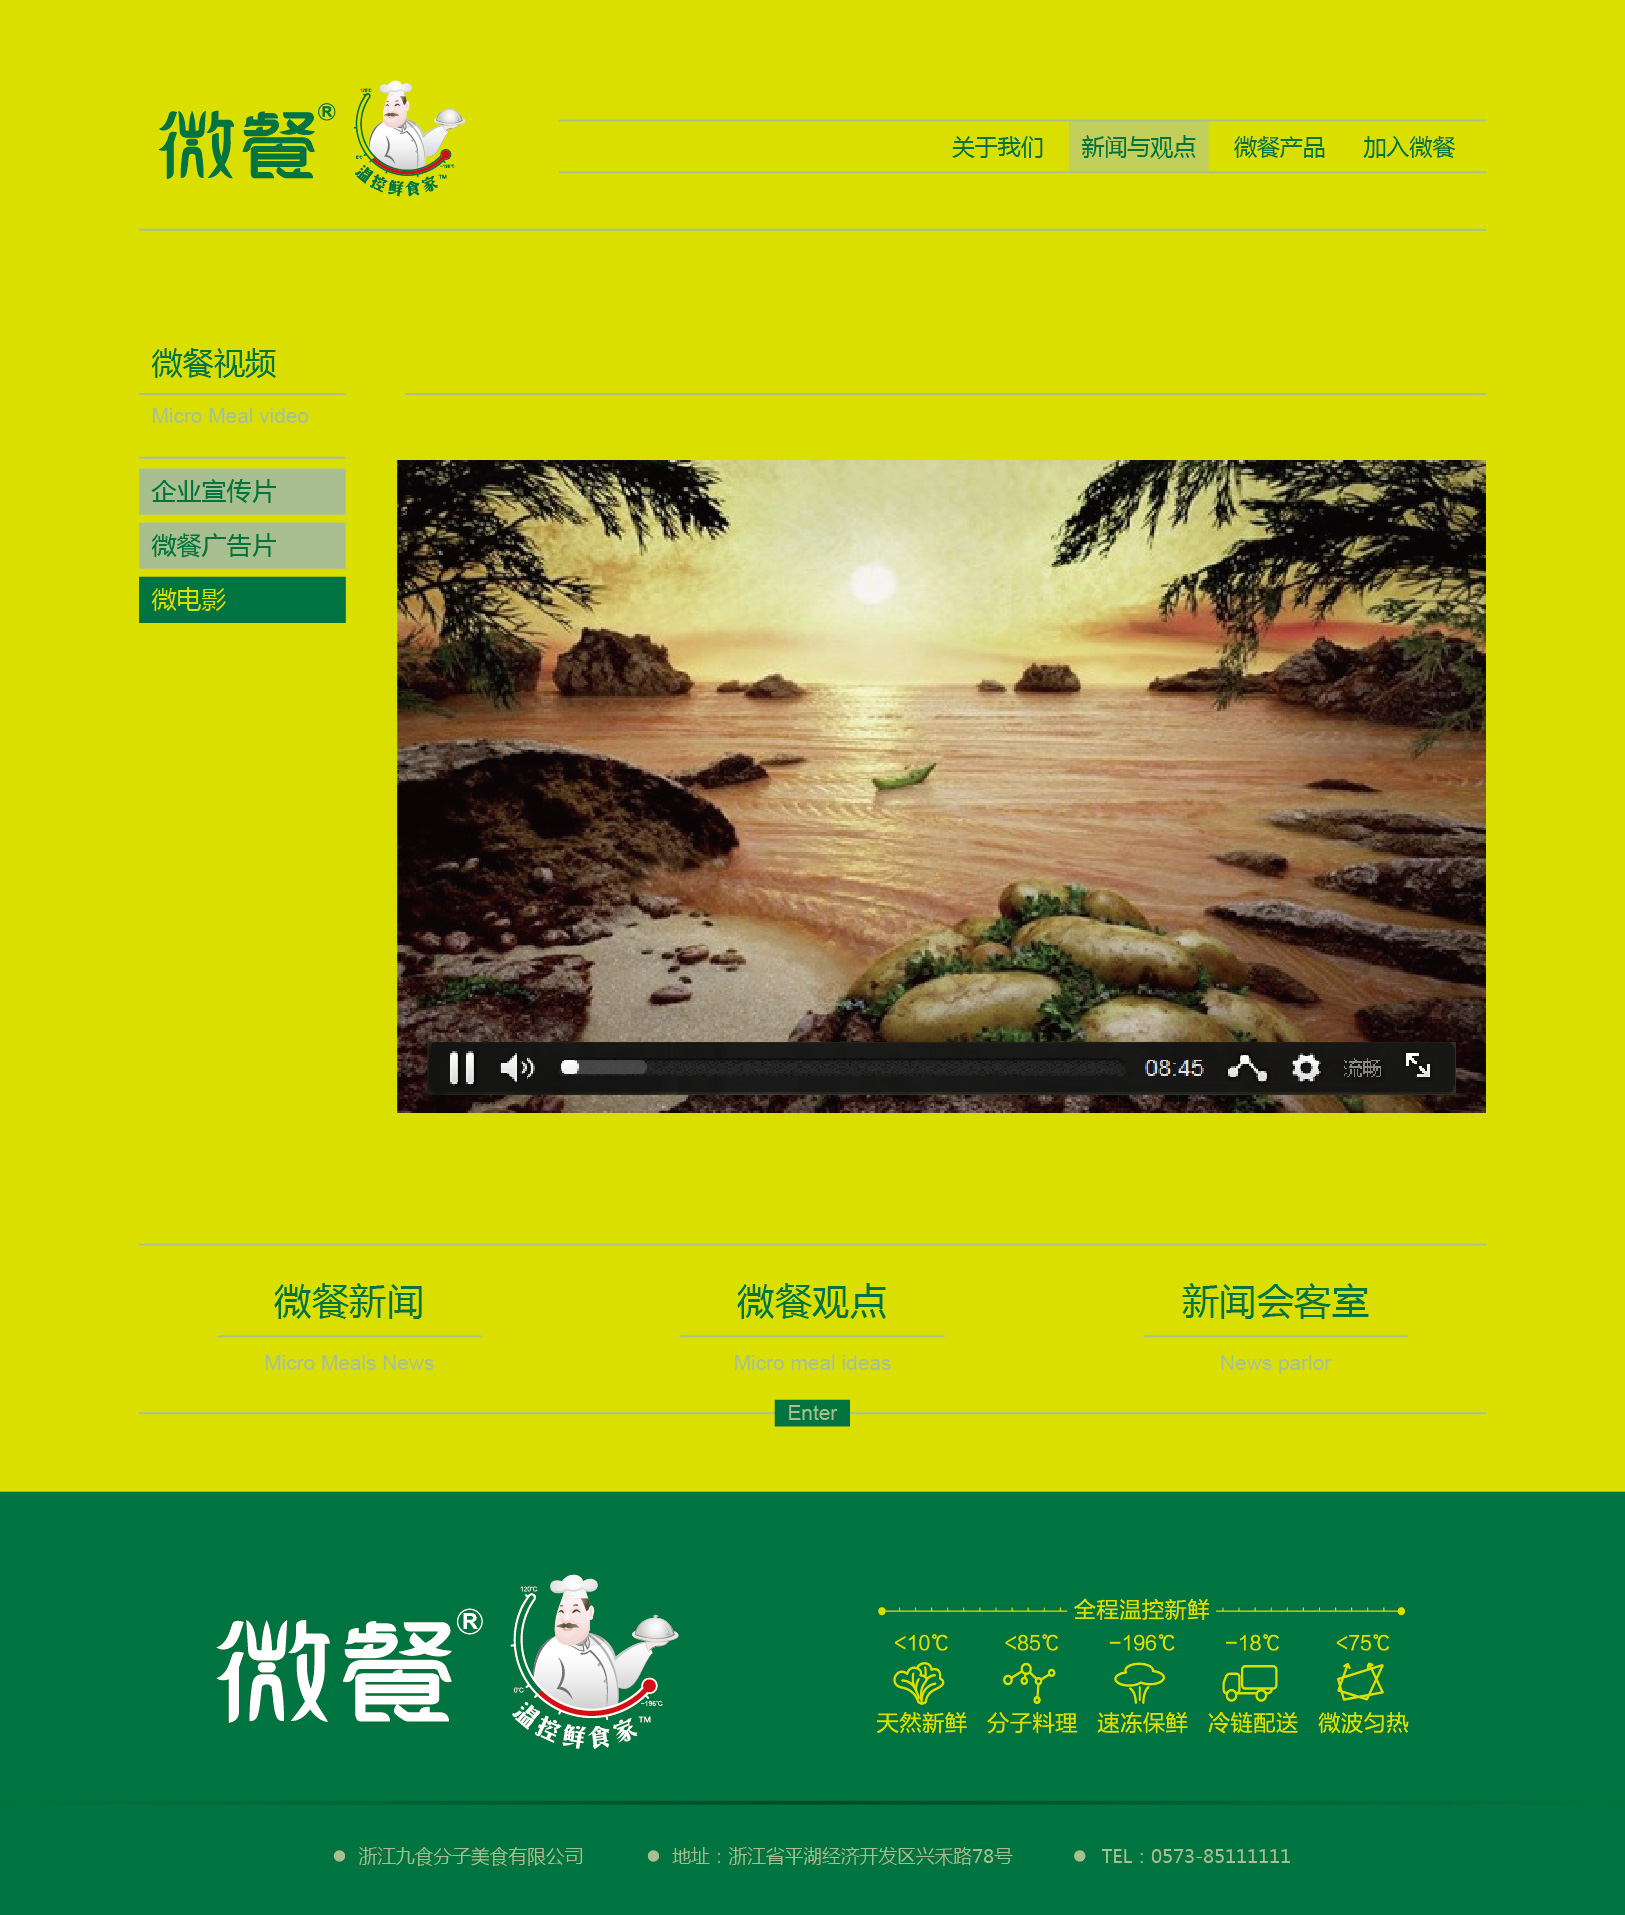 微餐®
120℃
0℃
-196℃
温控鲜食家™
关于我们 新闻与观点 微餐产品 加入微餐
微餐视频
Micro Meal video
企业宣传片
微餐广告片
微电影
08:45 流畅
微餐新闻 微餐观点 新闻会客室
Micro Meals News Micro meal ideas News parlor
Enter
微餐®
120℃
0℃
-196℃
温控鲜食家™
全程温控新鲜
<10℃ <85℃ -196℃ -18℃ <75℃
天然新鲜 分子料理 速冻保鲜 冷链配送 微波匀热
浙江九食分子美食有限公司 地址：浙江省平湖经济开发区兴禾路78号 TEL：0573-85111111